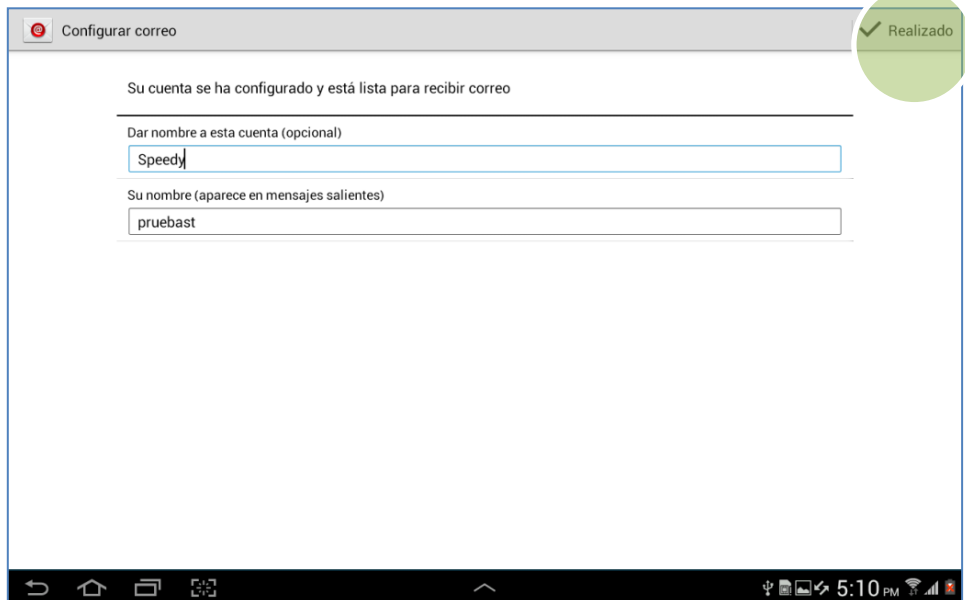 Configurar correo
Realizado
Su cuenta se ha configurado y está lista para recibir correo
Dar nombre a esta cuenta (opcional)
Speedy
Su nombre (aparece en mensajes salientes)
pruebast
5:10 PM